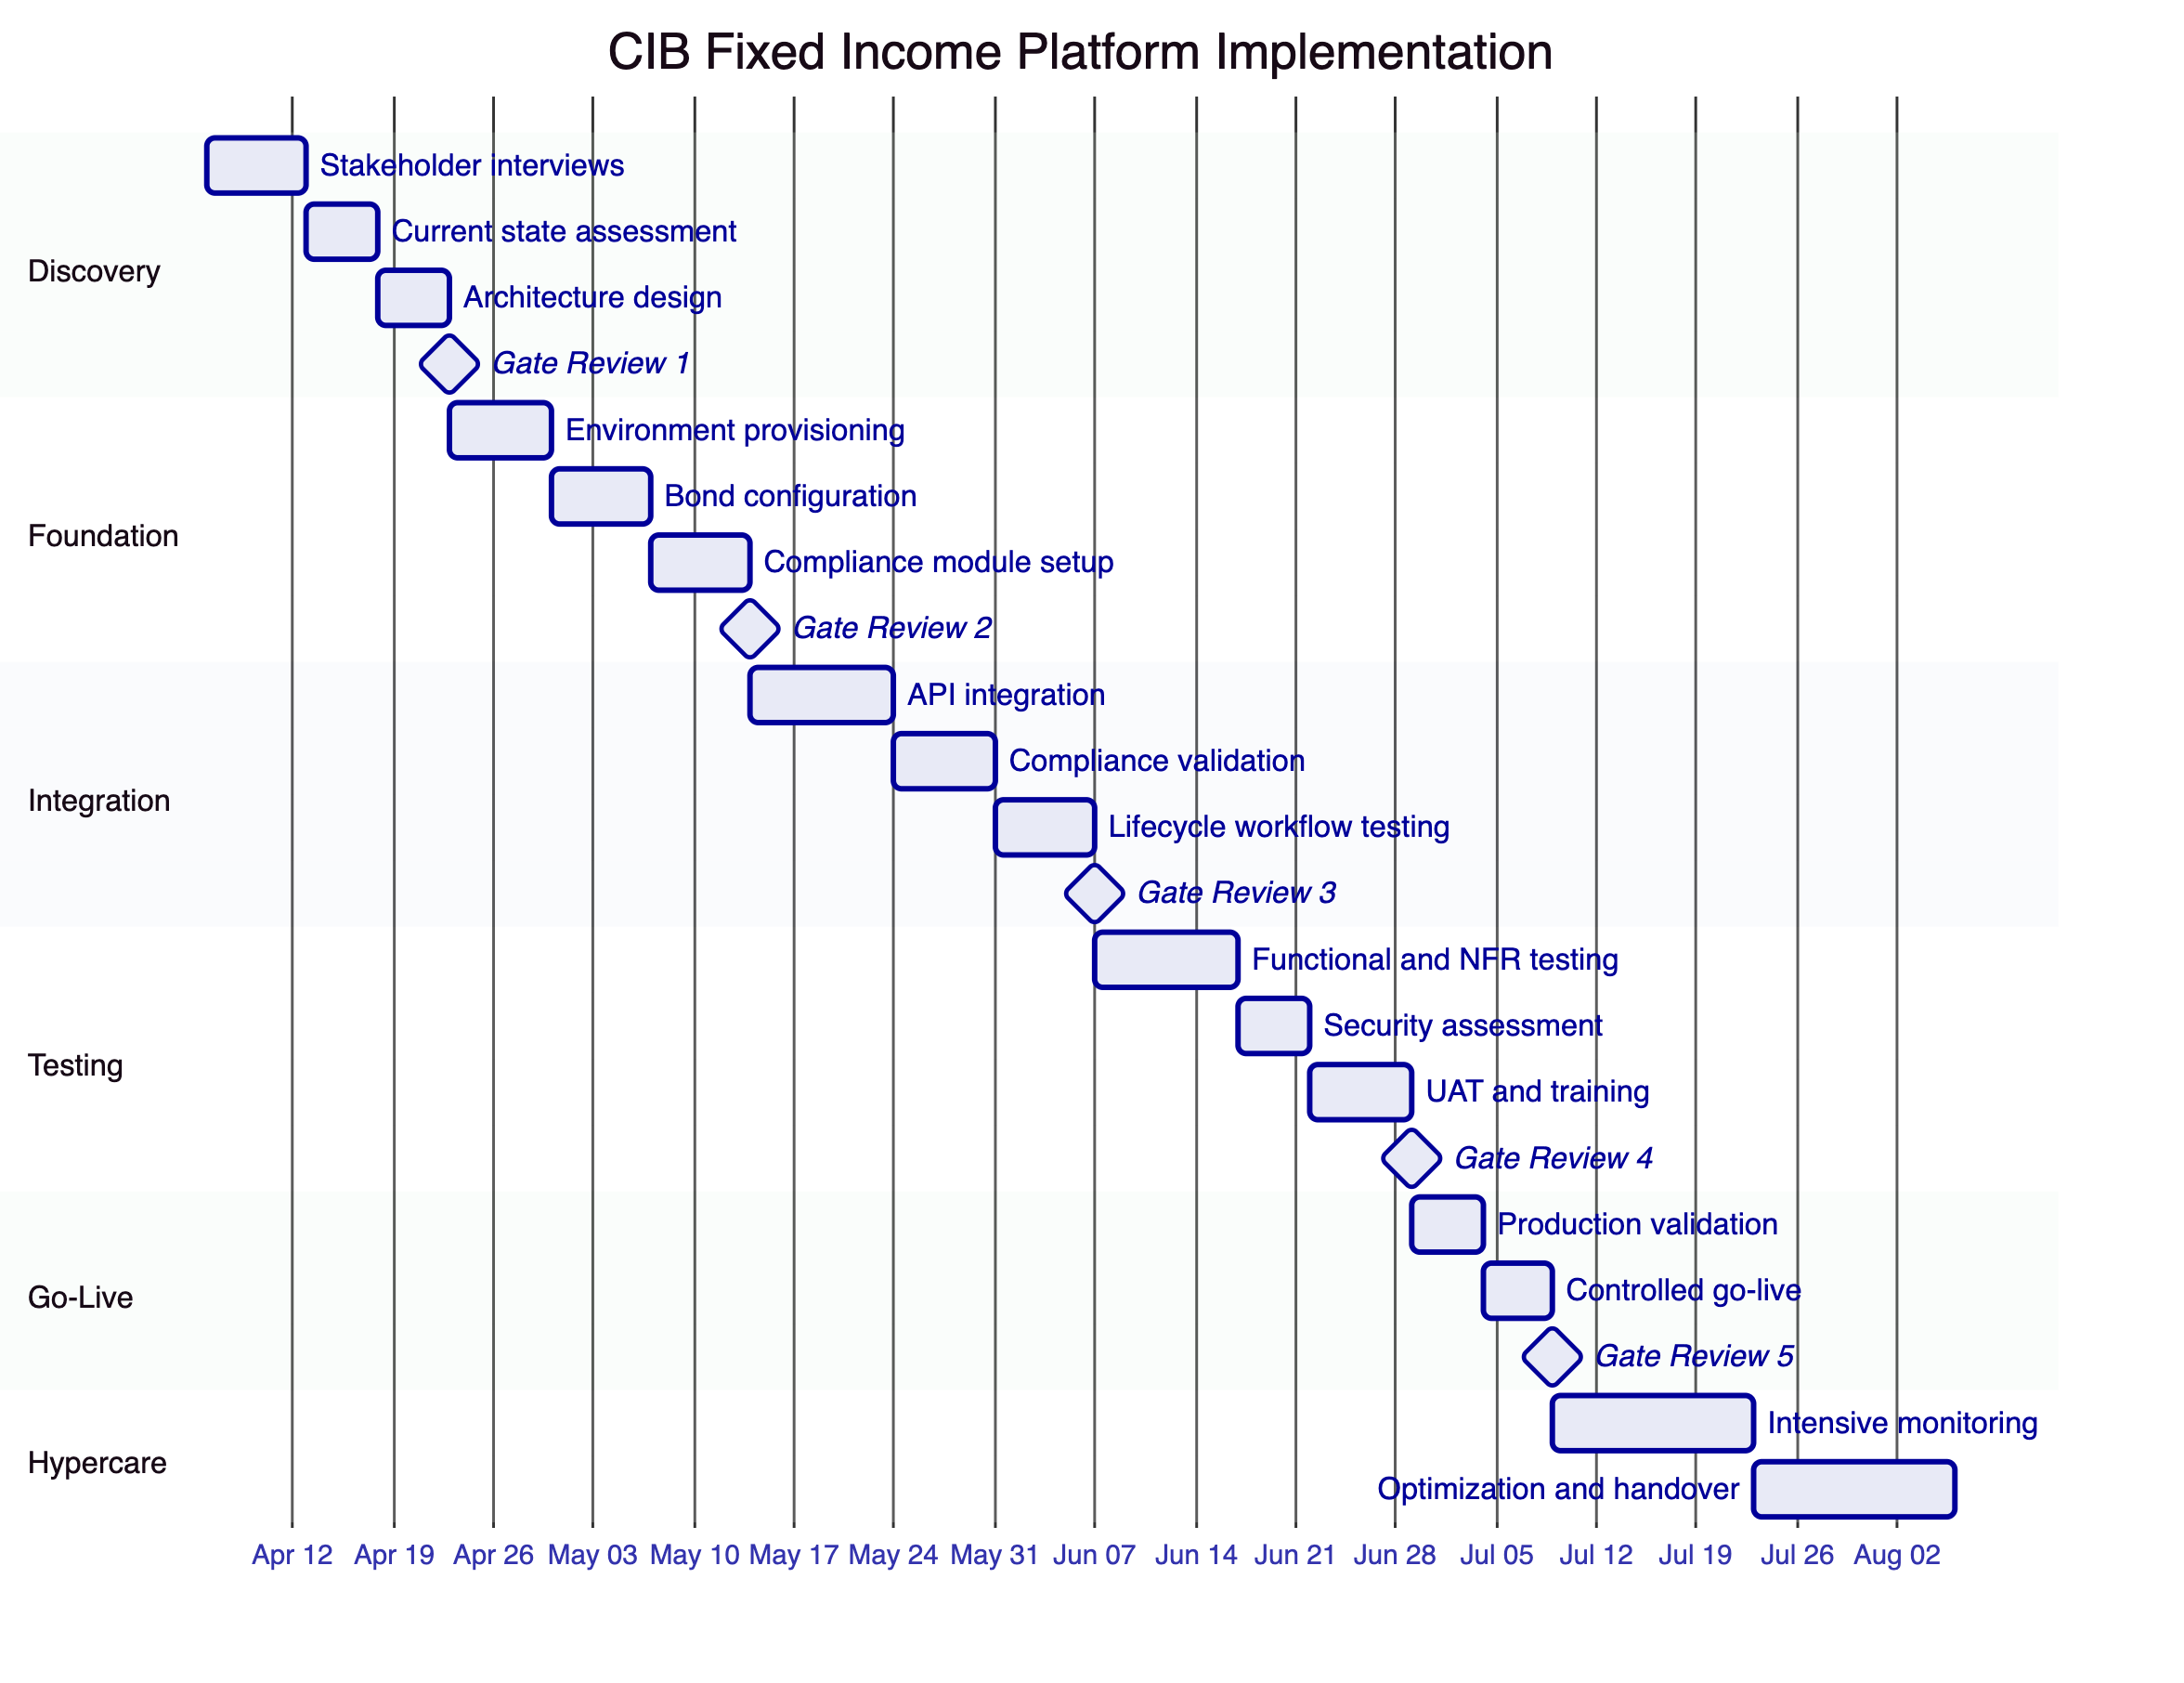 CIB Fixed Income Platform Implementation
Stakeholder interviews
Current state assessment
Discovery
Architecture design
Gate Review 1
Environment provisioning
Bond configuration
Foundation
Compliance module setup
Gate Review 2
API integration
Compliance validation
Integration
Lifecycle workflow testing
Gate Review 3
Functional and NFR testing
Security assessment
Testing
UAT and training
Gate Review 4
Production validation
Controlled go-live
Go-Live
Gate Review 5
Intensive monitoring
Hypercare
Optimization and handover
Apr 12 Apr 19 Apr 26 May 03 May 10 May 17 May 24 May 31 Jun 07 Jun 14 Jun 21 Jun 28 Jul 05 Jul 12 Jul 19 Jul 26 Aug 02